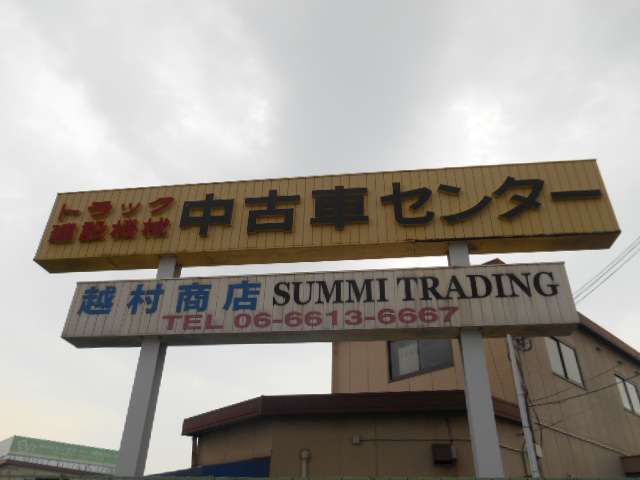 トラック
建設機械
中古車センター
越村商店 SUMMI TRADING
TEL 06-6613-6667